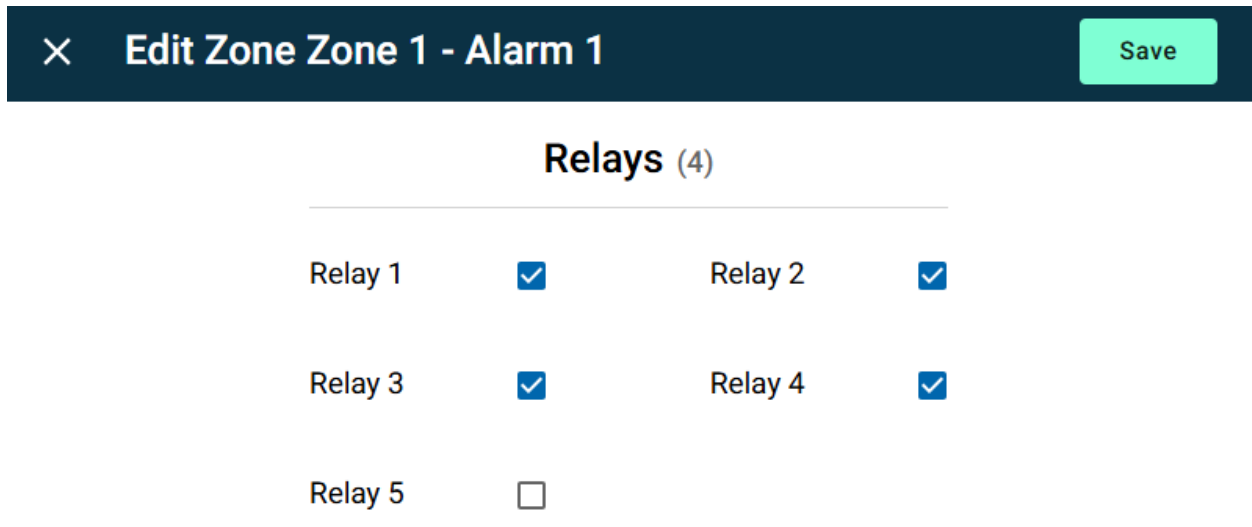 Edit Zone Zone 1 - Alarm 1
Save
Relays (4)
Relay 1
Relay 2
Relay 3
Relay 4
Relay 5